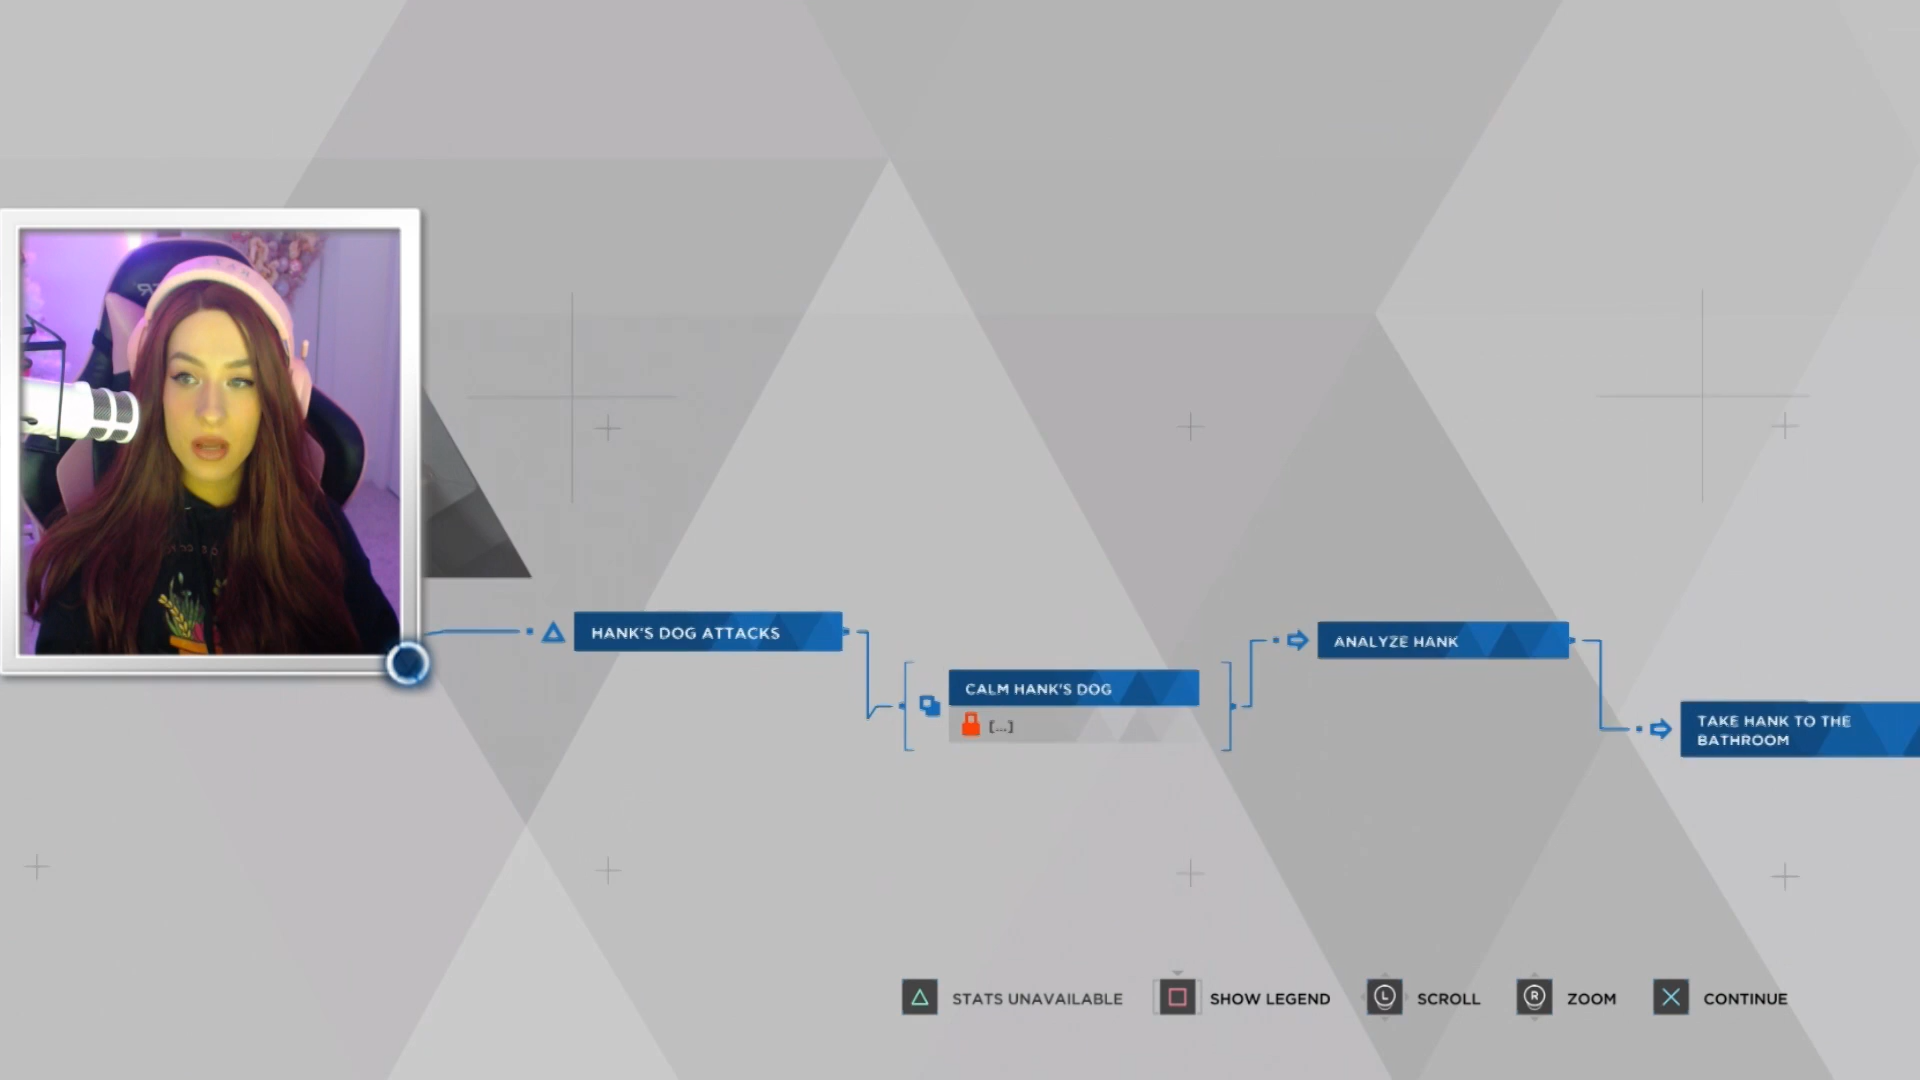 HANK'S DOG ATTACKS
CALM HANK'S DOG
[...]
ANALYZE HANK
TAKE HANK TO THE
BATHROOM
STATS UNAVAILABLE
SHOW LEGEND
L
SCROLL
R
ZOOM
CONTINUE